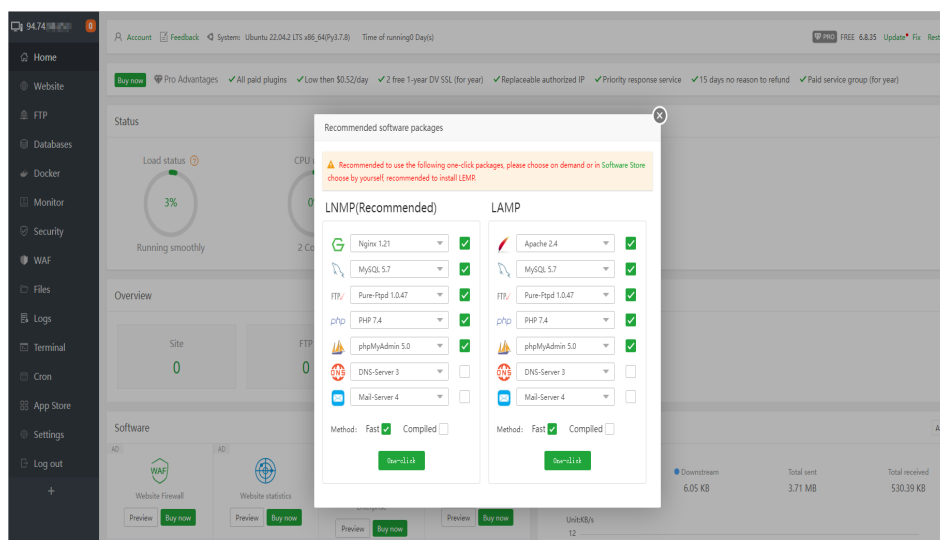 94.74.
0
Account Feedback System: Ubuntu 22.04.2 LTS x86_64(Py3.7.8) Time of running0 Day(s)
PRO FREE 6.8.35 Update Fix Rest
Home
Website
FTP
Databases
Docker
Monitor
Security
WAF
Files
Logs
Terminal
Cron
App Store
Settings
Log out
+
Buy now Pro Advantages All paid plugins Low then $0.52/day 2 free 1-year DV SSL (for year) Replaceable authorized IP Priority response service 15 days no reason to refund Paid service group (for year)
Status
Load status ?
CPU
3%
0
Running smoothly
2 Co
Overview
Site
FTP
0
0
Software
AD
AD
WAF
Website Firewall
Website statistics
Preview Buy now
Preview Buy now
Preview Buy now
Preview Buy now
Recommended software packages
X
Recommended to use the following one-click packages, please choose on demand or in Software Store
choose by yourself, recommended to install LEMP.
LNMP(Recommended)
Nginx 1.21
MySQL 5.7
FTP
Pure-Ftpd 1.0.47
php
PHP 7.4
phpMyAdmin 5.0
DNS
DNS-Server 3
Mail-Server 4
Method: Fast Compiled
One-click
LAMP
Apache 2.4
MySQL 5.7
FTP
Pure-Ftpd 1.0.47
php
PHP 7.4
phpMyAdmin 5.0
DNS
DNS-Server 3
Mail-Server 4
Method: Fast Compiled
One-click
A
Downstream
Total sent
Total received
6.05 KB
3.71 MB
530.39 KB
Unit:KB/s
12